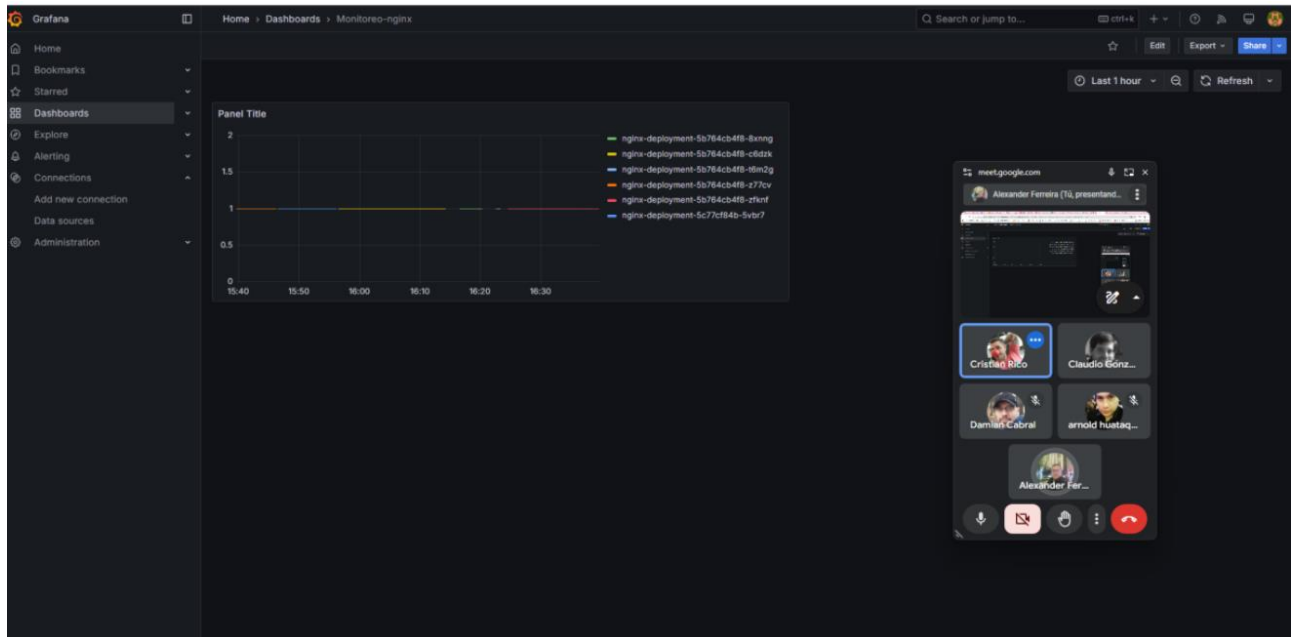 Grafana
Home › Dashboards › Monitoreo-nginx
Search or jump to...
ctrl+k
Home
Bookmarks
Starred
Dashboards
Explore
Alerting
Connections
Add new connection
Data sources
Administration
Edit
Export
Share
Last 1 hour
Refresh
Panel Title
2
1.5
1
0.5
0
15:40 15:50 16:00 16:10 16:20 16:30
nginx-deployment-5b764cb4f8-8xnng
nginx-deployment-5b764cb4f8-c6dzk
nginx-deployment-5b764cb4f8-t6m2g
nginx-deployment-5b764cb4f8-z77cv
nginx-deployment-5b764cb4f8-zfknf
nginx-deployment-5c77cf84b-5vbr7
meet.google.com
Alexander Ferreira (Tú, presentand...
Cristian Rico
Claudio Gonz...
Damian Cabral
arnold huataq...
Alexander Fer...